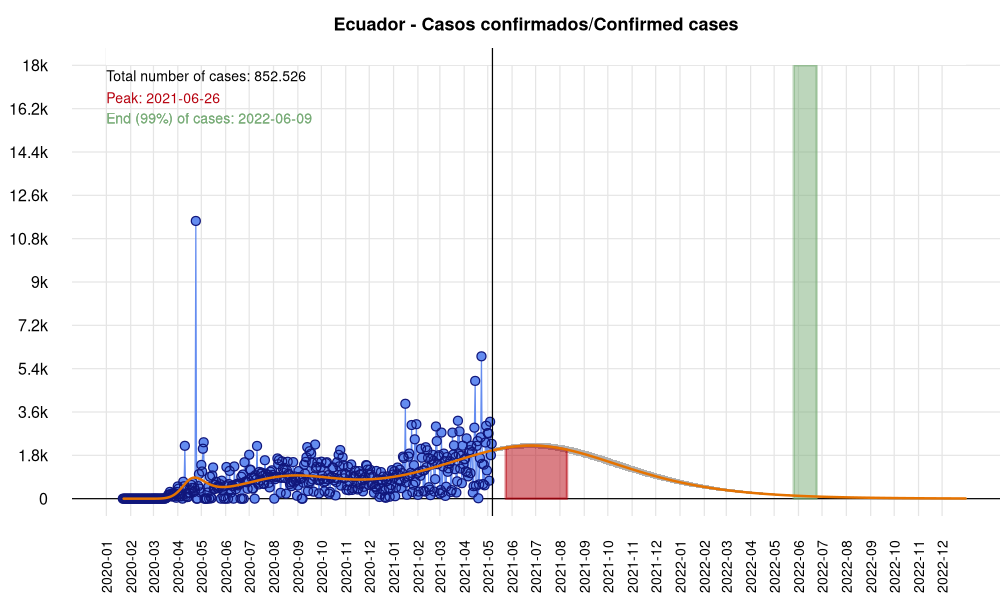 Ecuador - Casos confirmados/Confirmed cases
Total number of cases: 852.526
Peak: 2021-06-26
End (99%) of cases: 2022-06-09
18k
16.2k
14.4k
12.6k
10.8k
9k
7.2k
5.4k
3.6k
1.8k
0
2020-01
2020-02
2020-03
2020-04
2020-05
2020-06
2020-07
2020-08
2020-09
2020-10
2020-11
2020-12
2021-01
2021-02
2021-03
2021-04
2021-05
2021-06
2021-07
2021-08
2021-09
2021-10
2021-11
2021-12
2022-01
2022-02
2022-03
2022-04
2022-05
2022-06
2022-07
2022-08
2022-09
2022-10
2022-11
2022-12